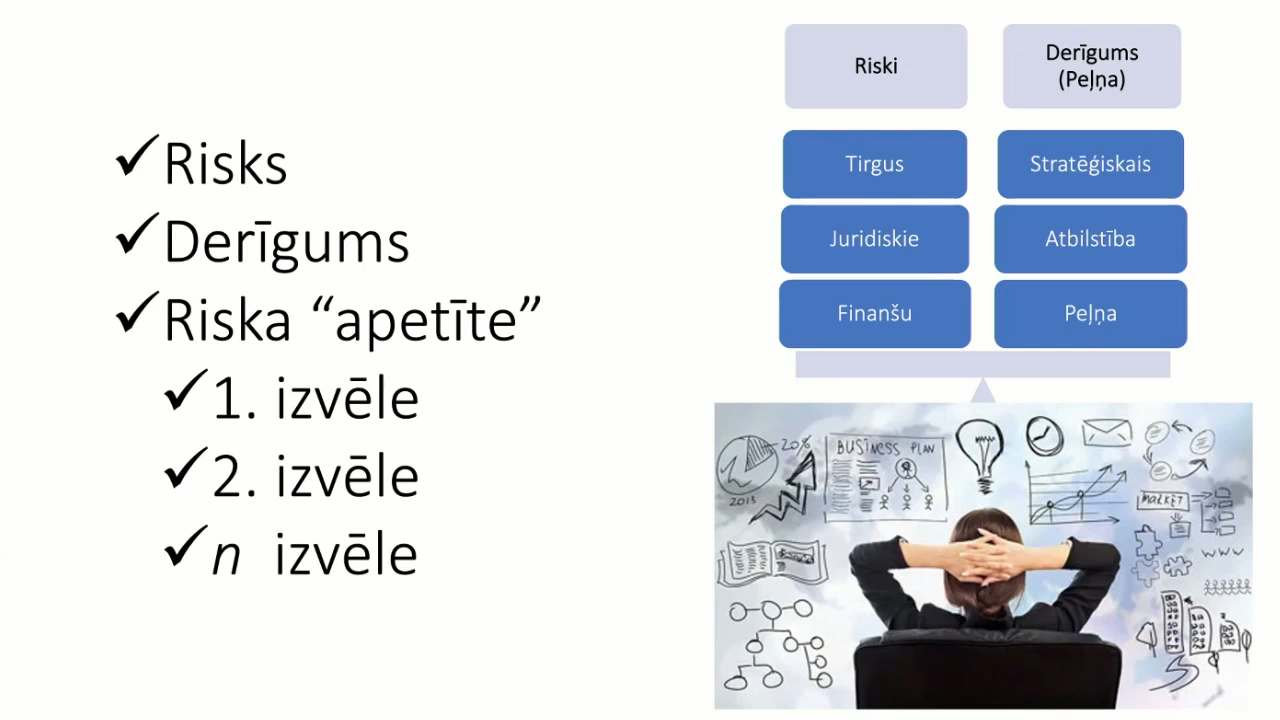 Risks
Derīgums
Riska “apetīte”
1. izvēle
2. izvēle
n izvēle
Riski
Derīgums
(Peļņa)
Tirgus
Stratēģiskais
Juridiskie
Atbilstība
Finanšu
Peļņa
20%
2013
BUSINESS PLAN
MARKET
www